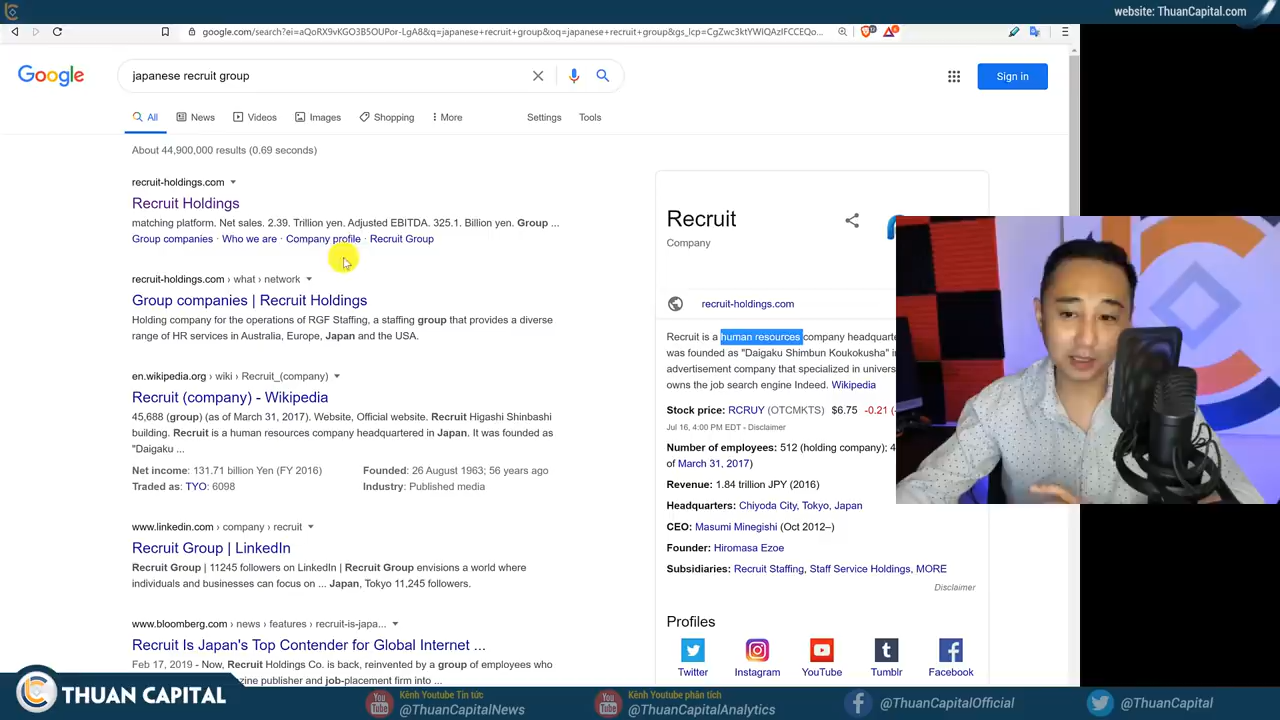 website: ThuanCapital.com
google.com/search?ei=aQoRX9vKGO3B5OUPor-LgA8&q=japanese+recruit+group&oq=japanese+recruit+group&gs_lcp=CgZwc3ktYWIQAzIFCCEQo...
Google
japanese recruit group
Sign in
All
News
Videos
Images
Shopping
More
Settings
Tools
About 44,900,000 results (0.69 seconds)
recruit-holdings.com
Recruit Holdings
matching platform. Net sales. 2.39. Trillion yen. Adjusted EBITDA. 325.1. Billion yen. Group ...
Group companies · Who we are · Company profile · Recruit Group
recruit-holdings.com › what › network
Group companies | Recruit Holdings
Holding company for the operations of RGF Staffing, a staffing group that provides a diverse
range of HR services in Australia, Europe, Japan and the USA.
en.wikipedia.org › wiki › Recruit_(company)
Recruit (company) - Wikipedia
45,688 (group) (as of March 31, 2017). Website, Official website. Recruit Higashi Shinbashi
building. Recruit is a human resources company headquartered in Japan. It was founded as
"Daigaku ...
Net income: 131.71 billion Yen (FY 2016)
Founded: 26 August 1963; 56 years ago
Traded as: TYO: 6098
Industry: Published media
www.linkedin.com › company › recruit
Recruit Group | LinkedIn
Recruit Group | 11245 followers on LinkedIn | Recruit Group envisions a world where
individuals and businesses can focus on ... Japan, Tokyo 11,245 followers.
www.bloomberg.com › news › features › recruit-is-japa...
Recruit Is Japan's Top Contender for Global Internet ...
Feb 17, 2019 - Now, Recruit Holdings Co. is back, reinvented by a group of employees who
job-placement firm into ...
Recruit
Company
recruit-holdings.com
Recruit is a human resources company headquarte
was founded as "Daigaku Shimbun Koukokusha" i
advertisement company that specialized in univers
owns the job search engine Indeed. Wikipedia
Stock price: RCRUY (OTCMKTS) $6.75 -0.21
Jul 16, 4:00 PM EDT - Disclaimer
Number of employees: 512 (holding company); 4
of March 31, 2017)
Revenue: 1.84 trillion JPY (2016)
Headquarters: Chiyoda City, Tokyo, Japan
CEO: Masumi Minegishi (Oct 2012–)
Founder: Hiromasa Ezoe
Subsidiaries: Recruit Staffing, Staff Service Holdings, MORE
Disclaimer
Profiles
Twitter
Instagram
YouTube
Tumblr
Facebook
THUAN CAPITAL
You Tube
Kênh Youtube Tin tức
@ThuanCapitalNews
You Tube
Kênh Youtube phân tích
@ThuanCapitalAnalytics
@ThuanCapitalOfficial
@ThuanCapital